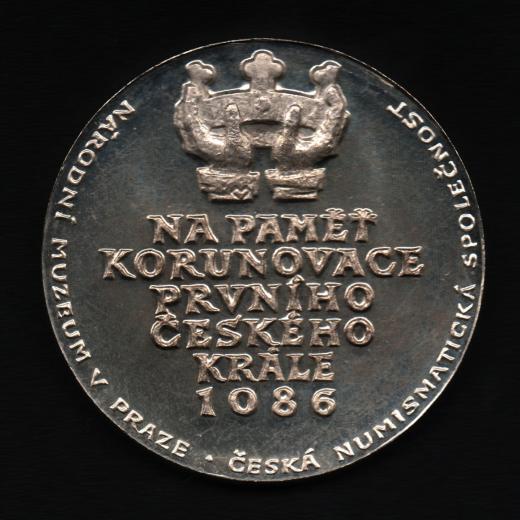 NA PAMĚŤ
KORUNOVACE
PRVNÍHO
ČESKÉHO
KRÁLE
1086
NÁRODNÍ MUZEUM V PRAZE · ČESKÁ NUMISMATICKÁ SPOLEČNOST